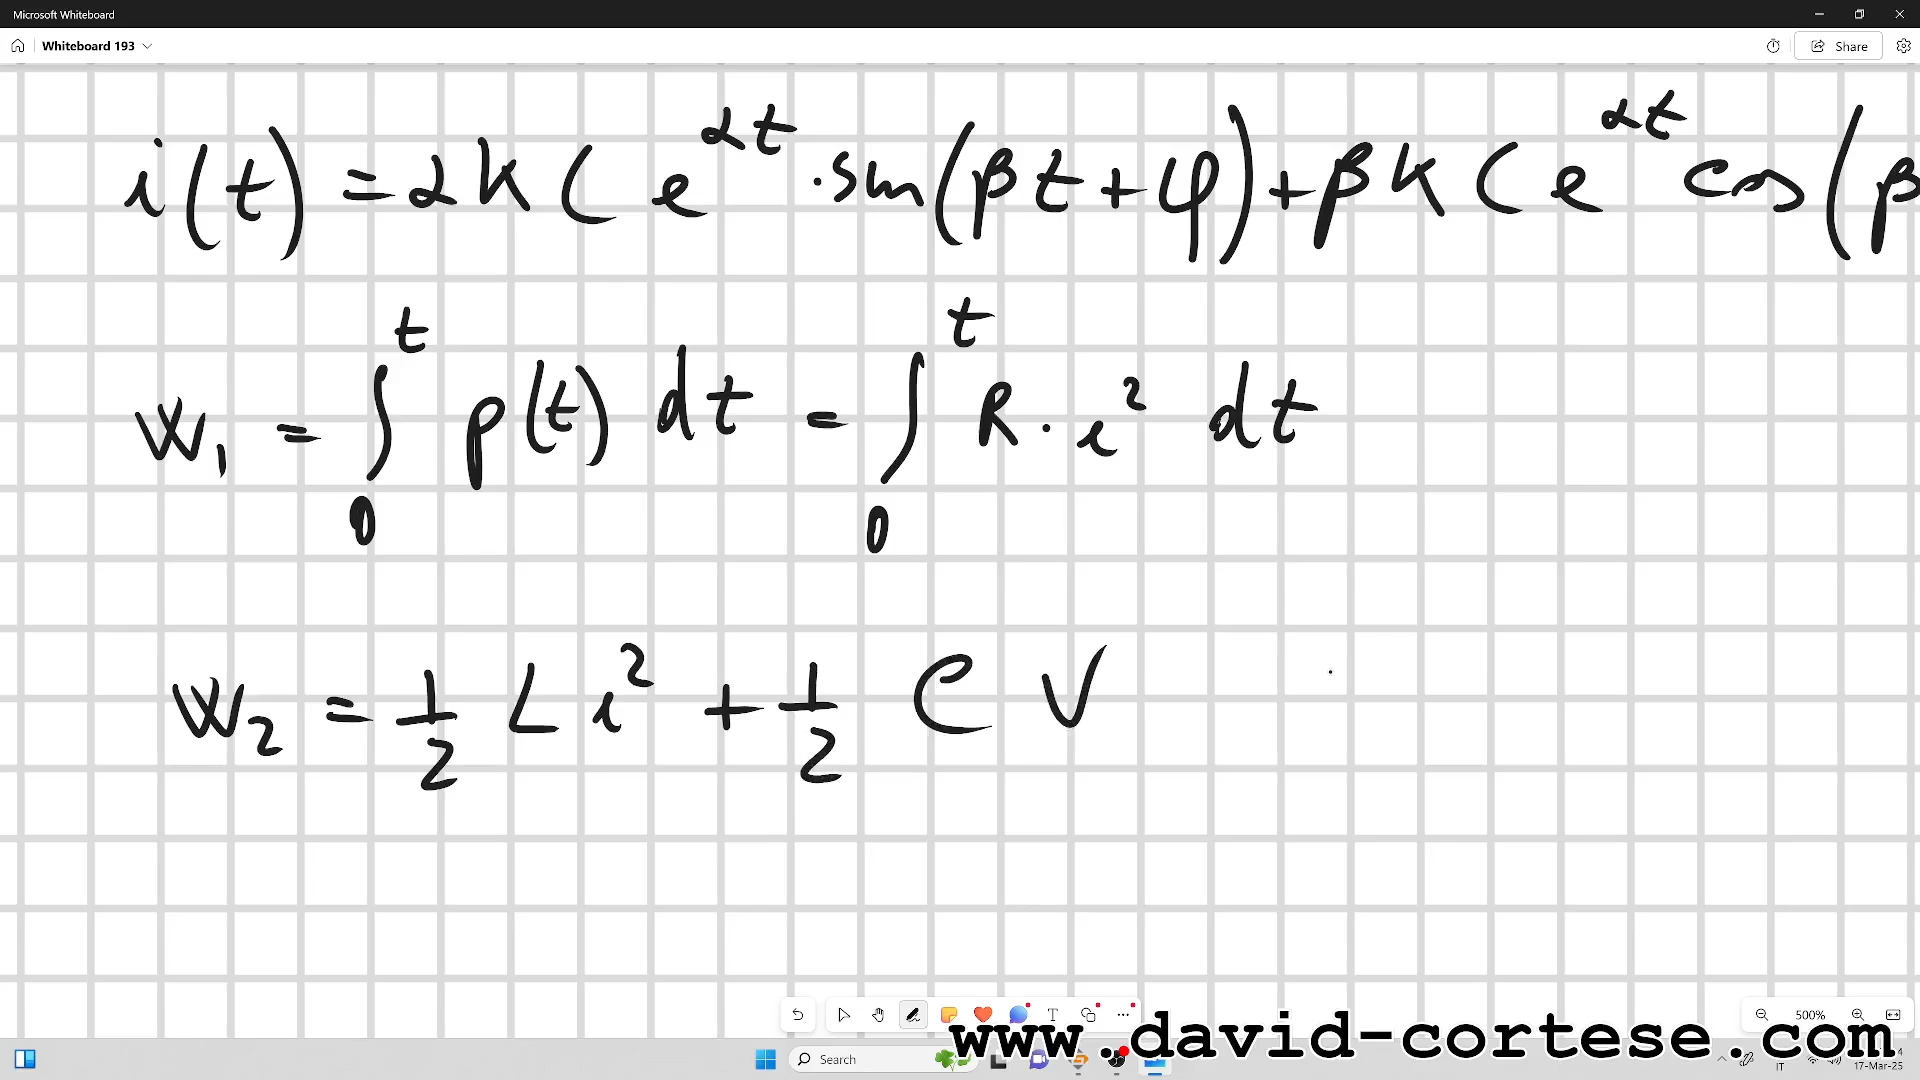 Microsoft Whiteboard
Whiteboard 193
Share
i(t) = αk C e^αt · sin(βt+φ) + βk C e^αt cos(β
W₁ = ∫₀ᵗ p(t) dt = ∫₀ᵗ R · i² dt
W₂ = 1/2 L i² + 1/2 C V
T
500%
www.david-cortese.com
Search
IT
17-Mar-25